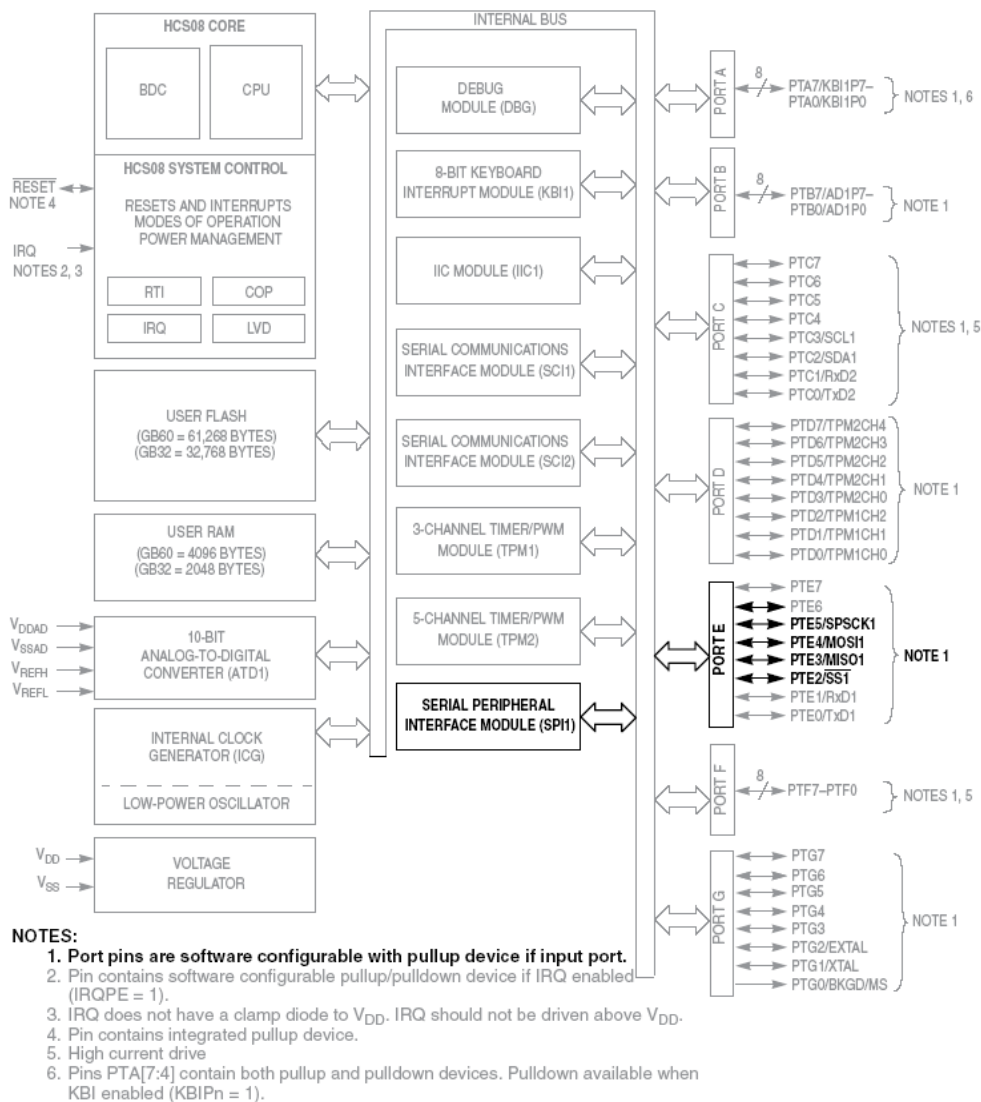 HCS08 CORE
BDC
CPU
HCS08 SYSTEM CONTROL
RESETS AND INTERRUPTS
MODES OF OPERATION
POWER MANAGEMENT
RTI
COP
IRQ
LVD
RESET
NOTE 4
IRQ
NOTES 2, 3
USER FLASH
(GB60 = 61,268 BYTES)
(GB32 = 32,768 BYTES)
USER RAM
(GB60 = 4096 BYTES)
(GB32 = 2048 BYTES)
VDDAD
VSSAD
VREFH
VREFL
10-BIT
ANALOG-TO-DIGITAL
CONVERTER (ATD1)
INTERNAL CLOCK
GENERATOR (ICG)
LOW-POWER OSCILLATOR
VDD
VSS
VOLTAGE
REGULATOR
INTERNAL BUS
DEBUG
MODULE (DBG)
8-BIT KEYBOARD
INTERRUPT MODULE (KBI1)
IIC MODULE (IIC1)
SERIAL COMMUNICATIONS
INTERFACE MODULE (SCI1)
SERIAL COMMUNICATIONS
INTERFACE MODULE (SCI2)
3-CHANNEL TIMER/PWM
MODULE (TPM1)
5-CHANNEL TIMER/PWM
MODULE (TPM2)
SERIAL PERIPHERAL
INTERFACE MODULE (SPI1)
PORT A
8
PTA7/KBI1P7–
PTA0/KBI1P0
NOTES 1, 6
PORT B
8
PTB7/AD1P7–
PTB0/AD1P0
NOTE 1
PORT C
PTC7
PTC6
PTC5
PTC4
PTC3/SCL1
PTC2/SDA1
PTC1/RxD2
PTC0/TxD2
NOTES 1, 5
PORT D
PTD7/TPM2CH4
PTD6/TPM2CH3
PTD5/TPM2CH2
PTD4/TPM2CH1
PTD3/TPM2CH0
PTD2/TPM1CH2
PTD1/TPM1CH1
PTD0/TPM1CH0
NOTE 1
PORT E
PTE7
PTE6
PTE5/SPSCK1
PTE4/MOSI1
PTE3/MISO1
PTE2/SS1
PTE1/RxD1
PTE0/TxD1
NOTE 1
PORT F
8
PTF7–PTF0
NOTES 1, 5
PORT G
PTG7
PTG6
PTG5
PTG4
PTG3
PTG2/EXTAL
PTG1/XTAL
PTG0/BKGD/MS
NOTE 1
NOTES:
1. Port pins are software configurable with pullup device if input port.
2. Pin contains software configurable pullup/pulldown device if IRQ enabled
(IRQPE = 1).
3. IRQ does not have a clamp diode to VDD. IRQ should not be driven above VDD.
4. Pin contains integrated pullup device.
5. High current drive
6. Pins PTA[7:4] contain both pullup and pulldown devices. Pulldown available when
KBI enabled (KBIPn = 1).